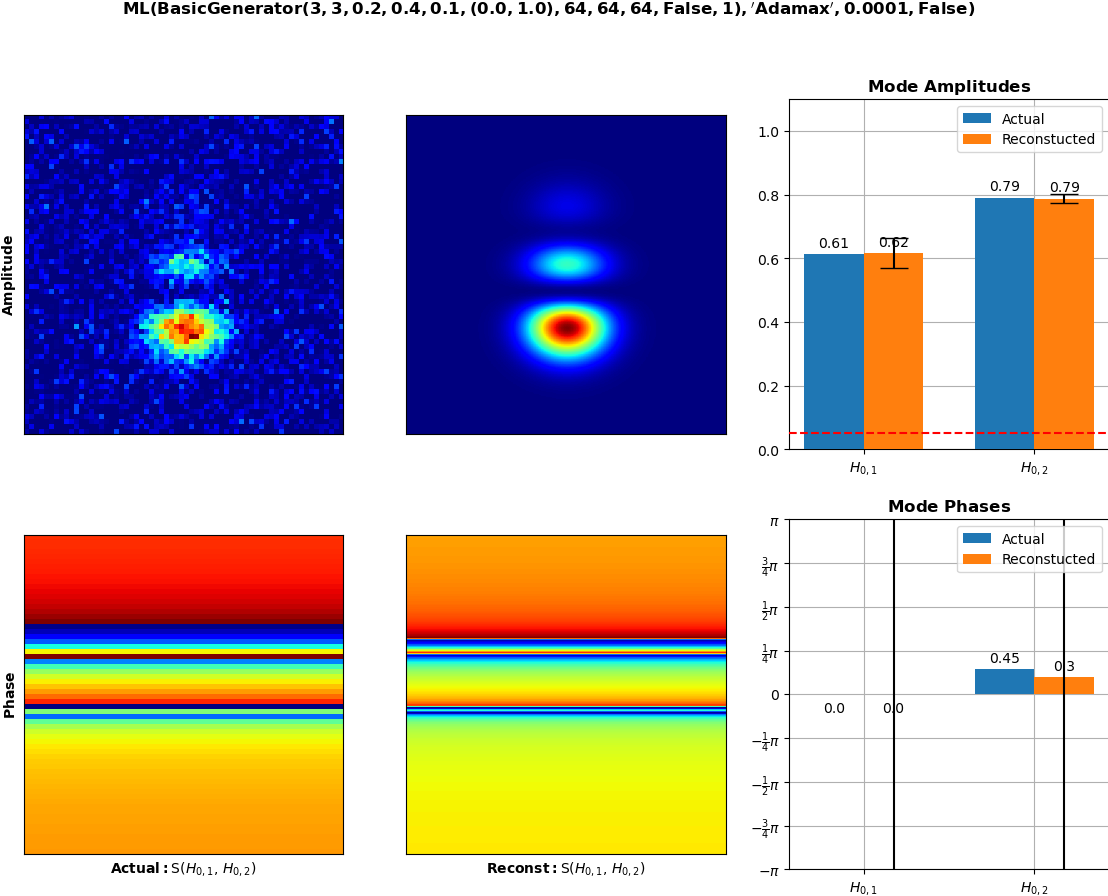 ML(BasicGenerator(3, 3, 0.2, 0.4, 0.1, (0.0, 1.0), 64, 64, 64, False, 1), ′Adamax′, 0.0001, False)
Amplitude
Mode Amplitudes
Actual
Reconstucted
1.0
0.8
0.6
0.4
0.2
0.0
0.61
0.62
0.79
0.79
H0,1
H0,2
Phase
Actual: S(H0,1, H0,2)
Reconst: S(H0,1, H0,2)
Mode Phases
Actual
Reconstucted
π
3/4π
1/2π
1/4π
0
−1/4π
−1/2π
−3/4π
−π
0.0
0.0
0.45
0.3
H0,1
H0,2